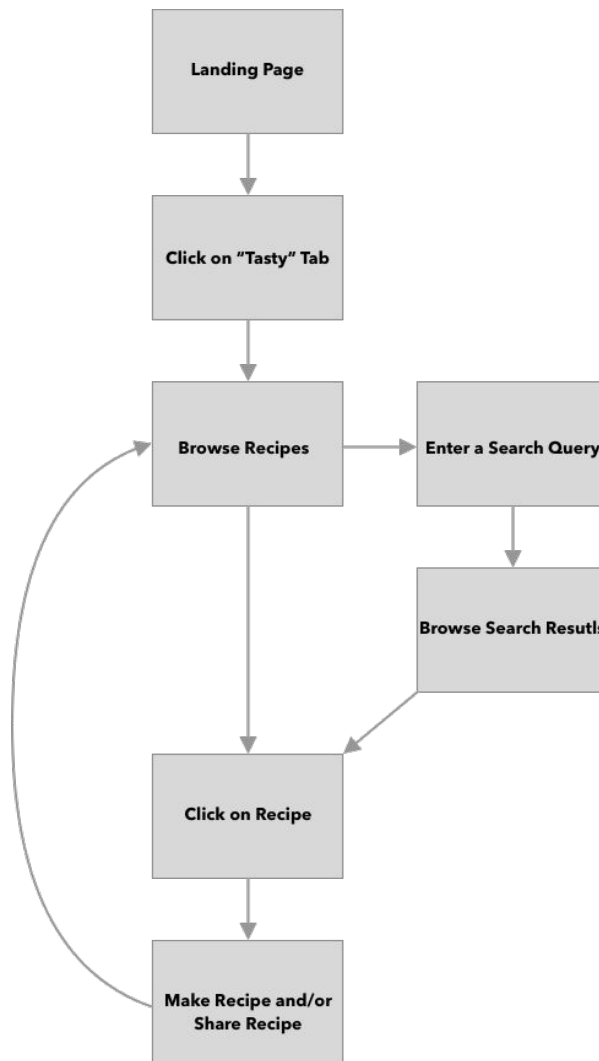 Landing Page
Click on “Tasty” Tab
Browse Recipes
Enter a Search Query
Browse Search Resutls
Click on Recipe
Make Recipe and/or
Share Recipe